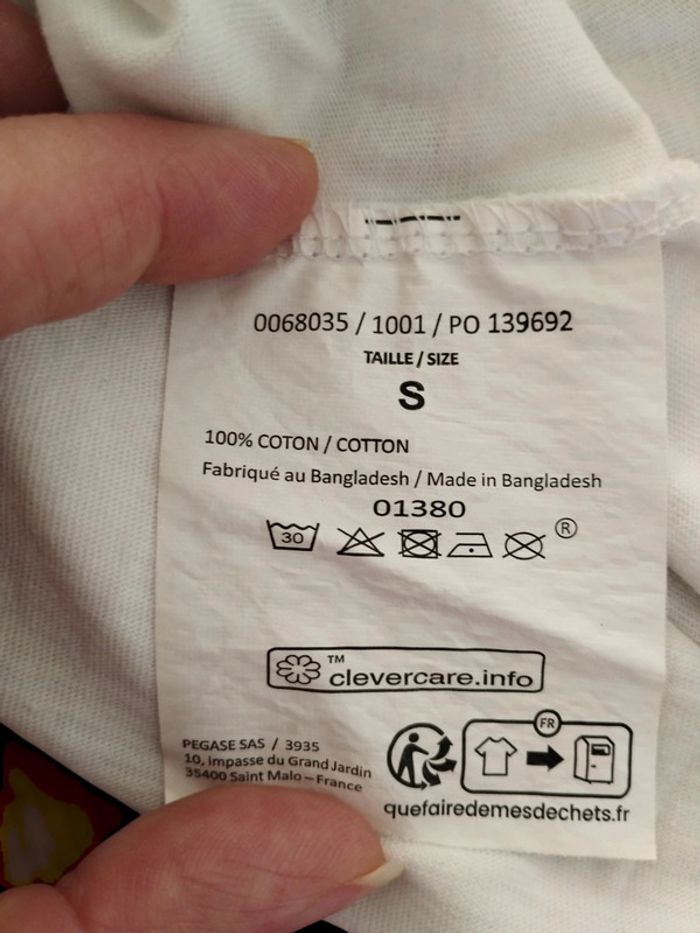 0068035 / 1001 / PO 139692
TAILLE / SIZE
S
100% COTON / COTTON
Fabriqué au Bangladesh / Made in Bangladesh
01380
30
®
™
clevercare.info
PEGASE SAS / 3935
10, Impasse du Grand Jardin
35400 Saint Malo – France
FR
quefairedemesdechets.fr